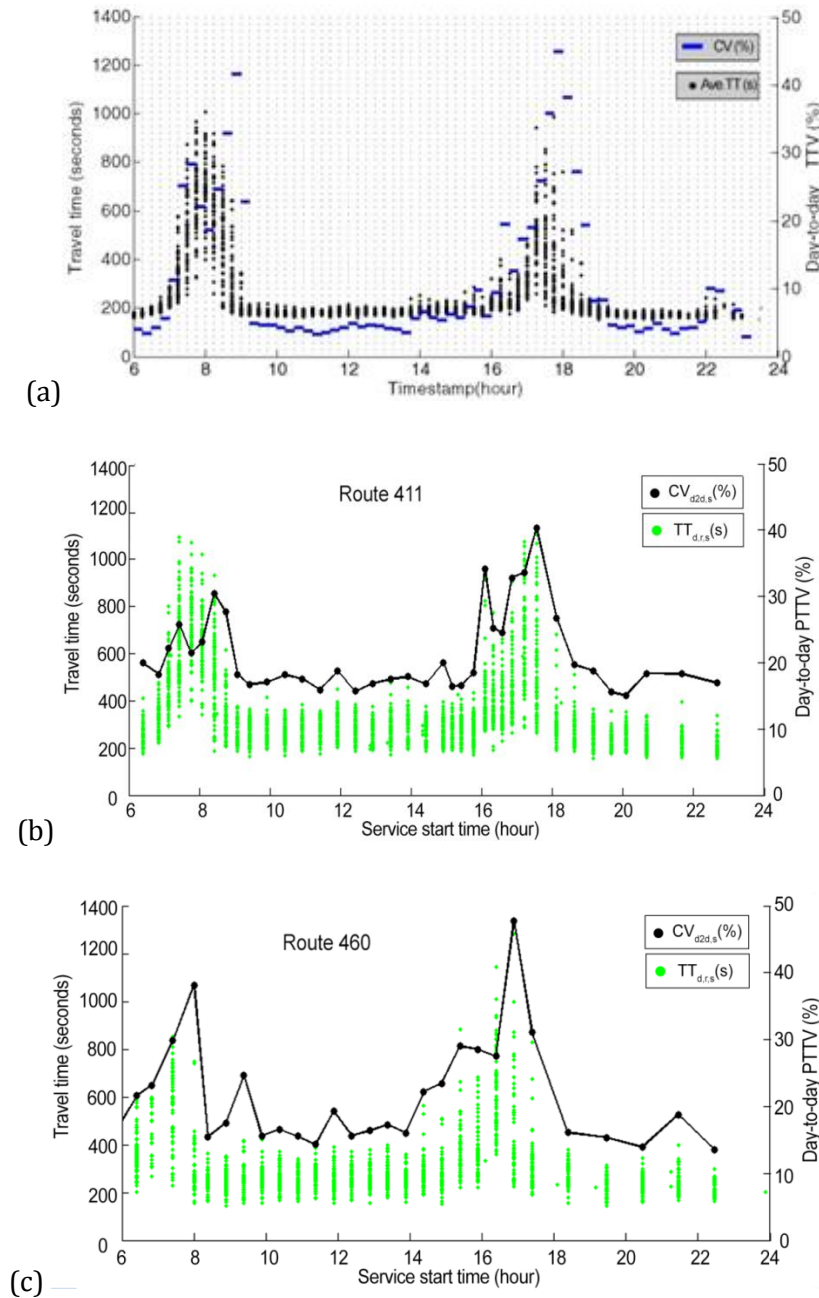 1400
1200
1000
800
600
400
200
0
Travel time (seconds)
CV(%)
Ave.TT(s)
50
40
30
20
10
0
Day-to-day TTV (%)
6 8 10 12 14 16 18 20 22 24
Timestamp(hour)
(a)
1400
1200
1000
800
600
400
200
0
Travel time (seconds)
Route 411
CVd2d,s(%)
TTd,r,s(s)
50
40
30
20
10
0
Day-to-day PTTV (%)
6 8 10 12 14 16 18 20 22 24
Service start time (hour)
(b)
1400
1200
1000
800
600
400
200
0
Travel time (seconds)
Route 460
CVd2d,s(%)
TTd,r,s(s)
50
40
30
20
10
0
Day-to-day PTTV (%)
6 8 10 12 14 16 18 20 22 24
Service start time (hour)
(c)